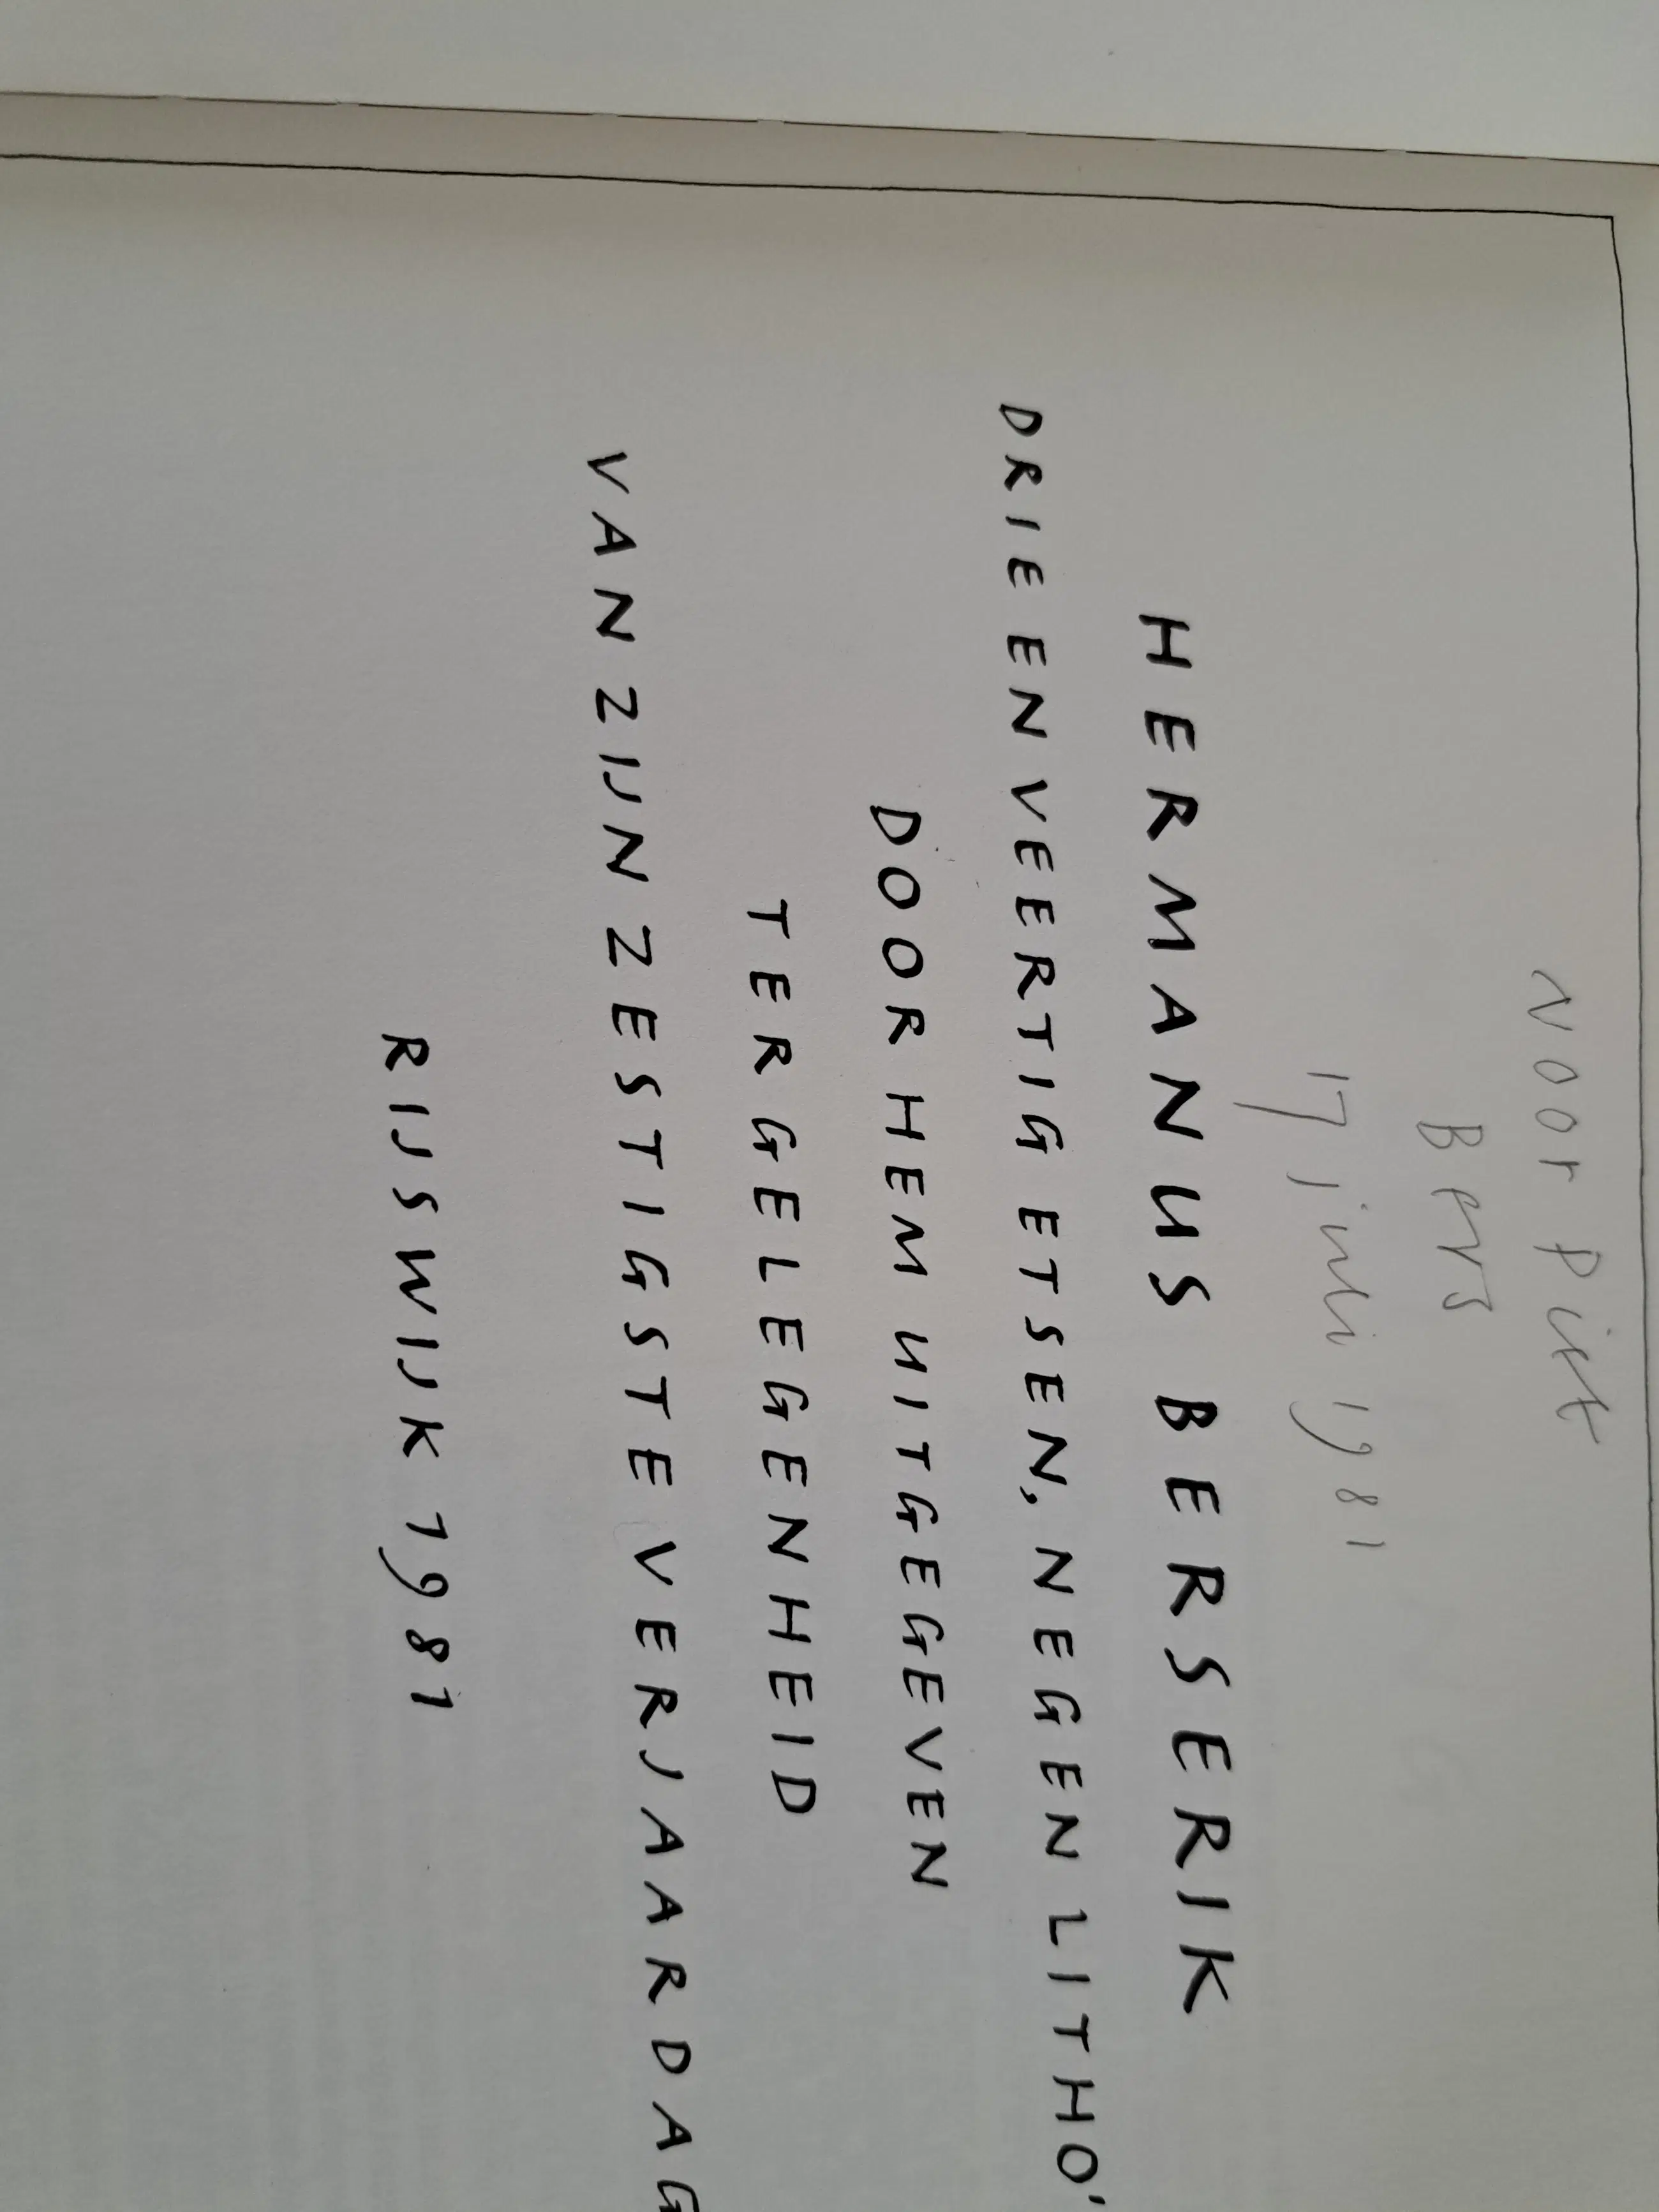 voor Piet
Bers
17 juni 1981
HERMANUS BERSERIK
DRIE EN VEERTIG ETSEN, NEGEN LITHO'
DOOR HEM UITGEGEVEN
TER GELEGENHEID
VAN ZIJN ZESTIGSTE VERJAARDAG
RIJSWIJK 1981